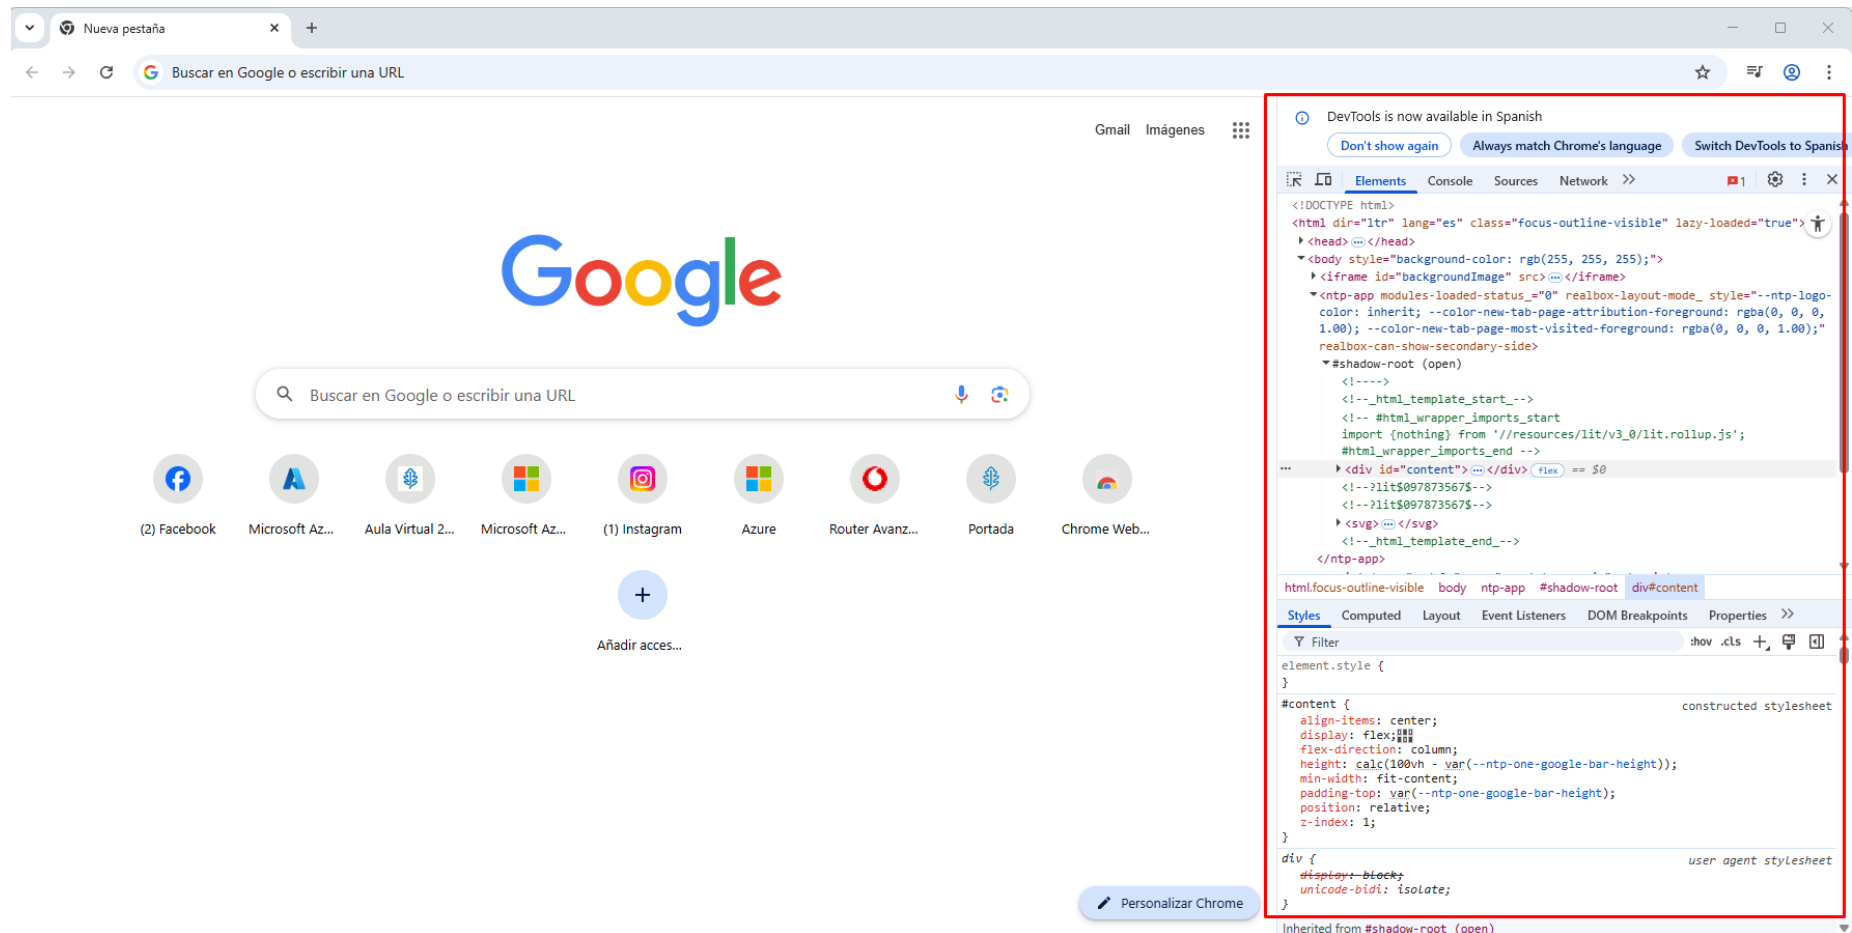 Nueva pestaña
Buscar en Google o escribir una URL
Gmail Imágenes
Google
Buscar en Google o escribir una URL
(2) Facebook Microsoft Az... Aula Virtual 2... Microsoft Az... (1) Instagram Azure Router Avanz... Portada Chrome Web...
Añadir acces...
Personalizar Chrome
DevTools is now available in Spanish
Don't show again Always match Chrome's language Switch DevTools to Spanish
Elements Console Sources Network 1
<!DOCTYPE html>
<html dir="ltr" lang="es" class="focus-outline-visible" lazy-loaded="true">
<head> </head>
<body style="background-color: rgb(255, 255, 255);">
<iframe id="backgroundImage" src> </iframe>
<ntp-app modules-loaded-status_="0" realbox-layout-mode_ style="--ntp-logo-
color: inherit; --color-new-tab-page-attribution-foreground: rgba(0, 0, 0,
1.00); --color-new-tab-page-most-visited-foreground: rgba(0, 0, 0, 1.00);"
realbox-can-show-secondary-side>
#shadow-root (open)
<!---->
<!--_html_template_start_-->
<!-- #html_wrapper_imports_start
import {nothing} from '//resources/lit/v3_0/lit.rollup.js';
#html_wrapper_imports_end -->
<div id="content"> </div> flex == $0
<!--?lit$097873567$-->
<!--?lit$097873567$-->
<svg> </svg>
<!--_html_template_end_-->
</ntp-app>
html.focus-outline-visible body ntp-app #shadow-root div#content
Styles Computed Layout Event Listeners DOM Breakpoints Properties
Filter :hov .cls
element.style {
}
#content { constructed stylesheet
align-items: center;
display: flex;
flex-direction: column;
height: calc(100vh - var(--ntp-one-google-bar-height));
min-width: fit-content;
padding-top: var(--ntp-one-google-bar-height);
position: relative;
z-index: 1;
}
div { user agent stylesheet
display: block;
unicode-bidi: isolate;
}
Inherited from #shadow-root (open)